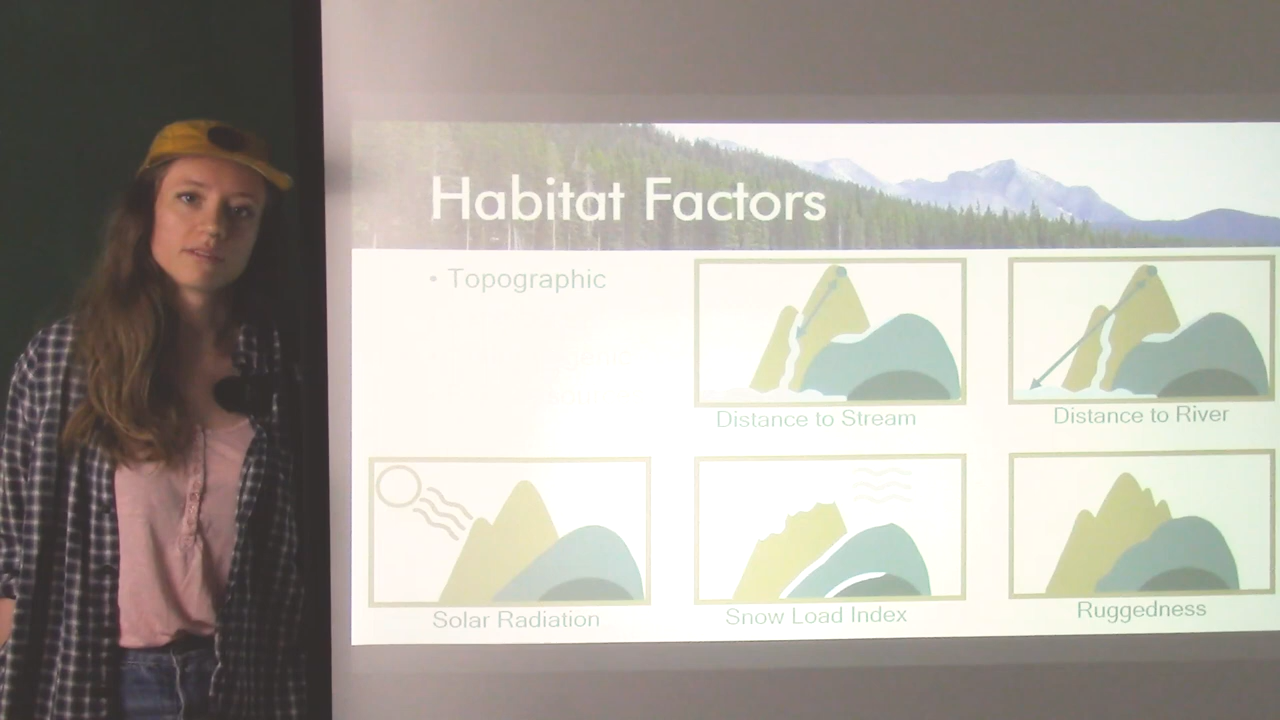 Habitat Factors
• Topographic
Distance to Stream
Distance to River
Solar Radiation
Snow Load Index
Ruggedness